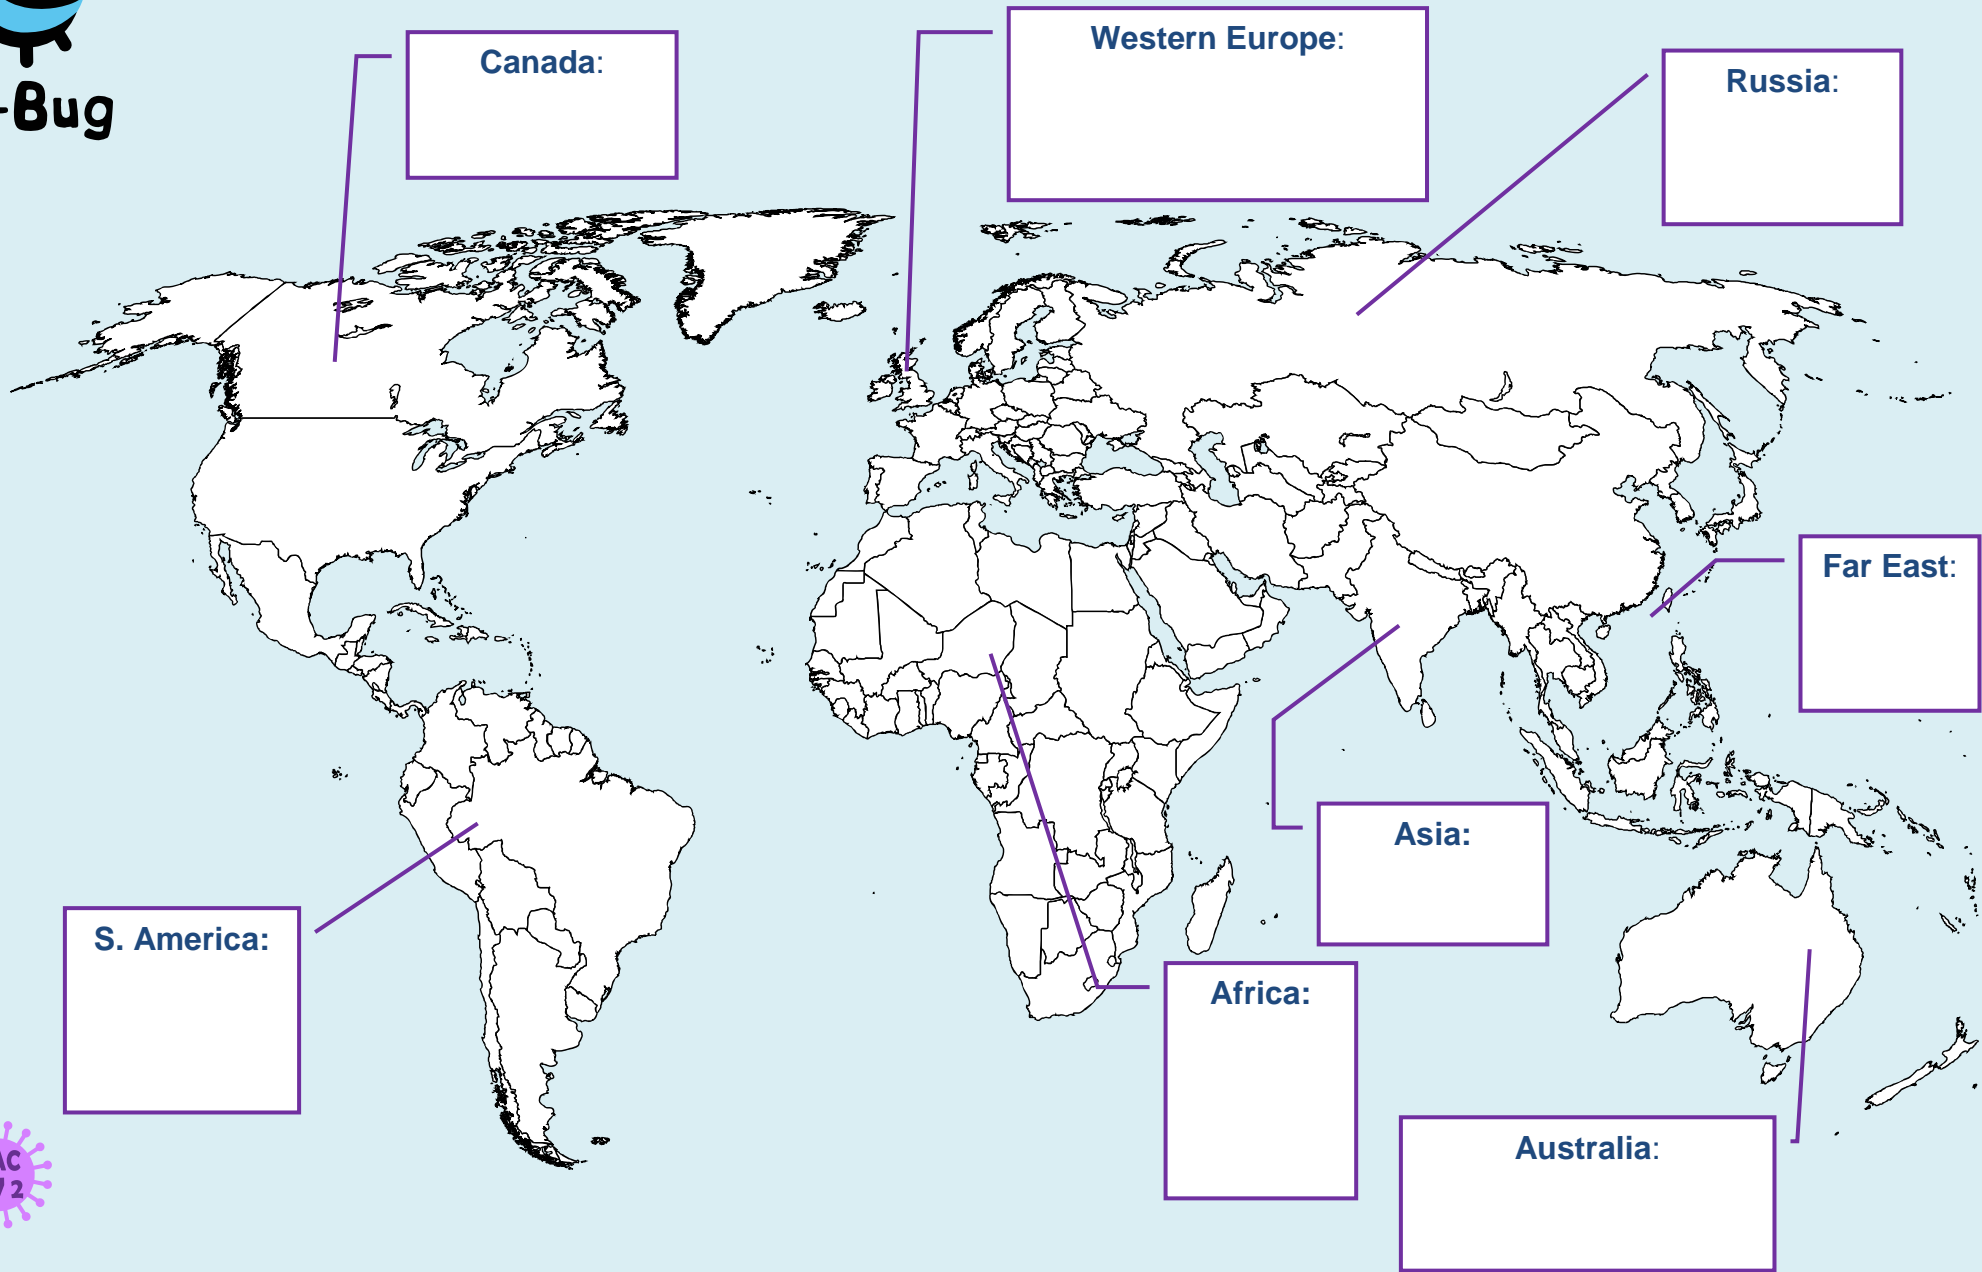 -Bug
Canada:
Western Europe:
Russia:
Far East:
Asia:
S. America:
Africa:
Australia: